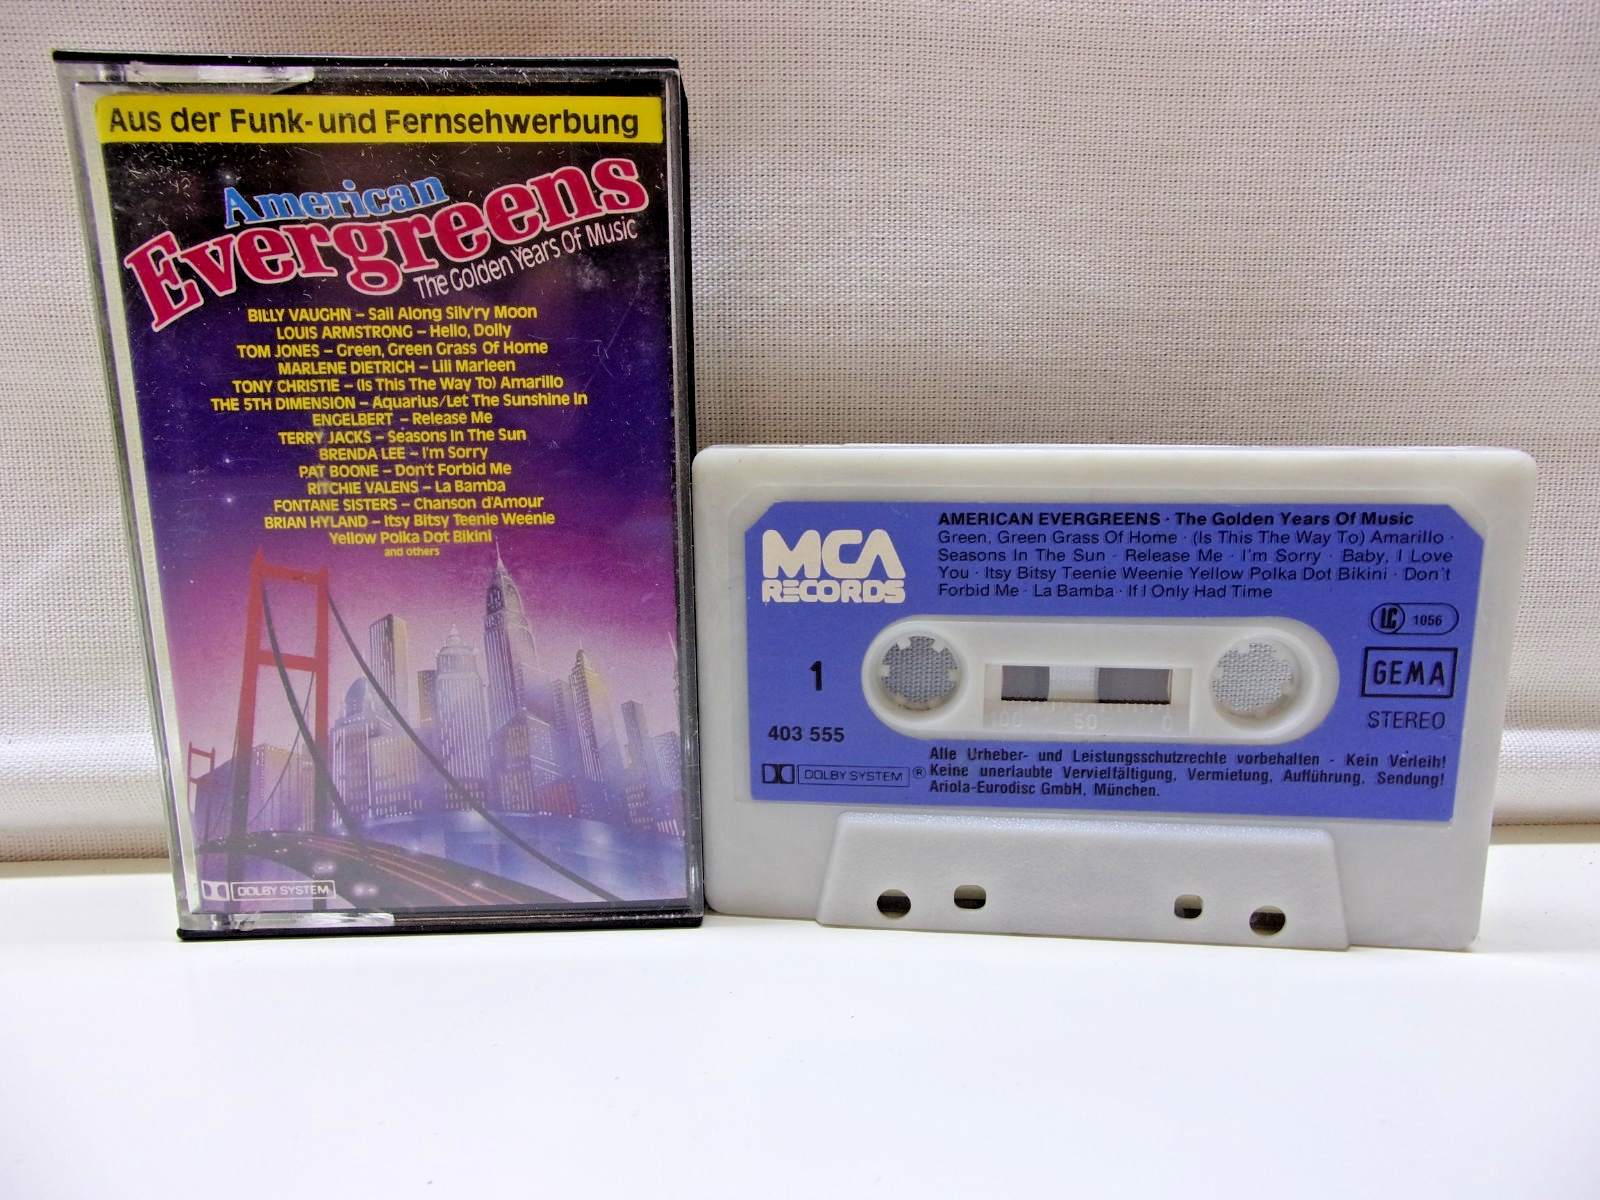 Aus der Funk- und Fernsehwerbung
American
Evergreens
The Golden Years Of Music
BILLY VAUGHN – Sail Along Silv'ry Moon
LOUIS ARMSTRONG – Hello, Dolly
TOM JONES – Green, Green Grass Of Home
MARLENE DIETRICH – Lili Marleen
TONY CHRISTIE – (Is This The Way To) Amarillo
THE 5TH DIMENSION – Aquarius/Let The Sunshine In
ENGELBERT – Release Me
TERRY JACKS – Seasons In The Sun
BRENDA LEE – I'm Sorry
PAT BOONE – Don't Forbid Me
RITCHIE VALENS – La Bamba
FONTANE SISTERS – Chanson d'Amour
BRIAN HYLAND – Itsy Bitsy Teenie Weenie
Yellow Polka Dot Bikini
and others
DOLBY SYSTEM
MCA
RECORDS
AMERICAN EVERGREENS · The Golden Years Of Music
Green, Green Grass Of Home · (Is This The Way To) Amarillo ·
Seasons In The Sun · Release Me · I'm Sorry · Baby, I Love
You · Itsy Bitsy Teenie Weenie Yellow Polka Dot Bikini · Don't
Forbid Me · La Bamba · If I Only Had Time
LC 1056
1
GEMA
403 555
STEREO
100 50 0
DOLBY SYSTEM ®
Alle Urheber- und Leistungsschutzrechte vorbehalten - Kein Verleih!
Keine unerlaubte Vervielfältigung, Vermietung, Aufführung, Sendung!
Ariola-Eurodisc GmbH, München.